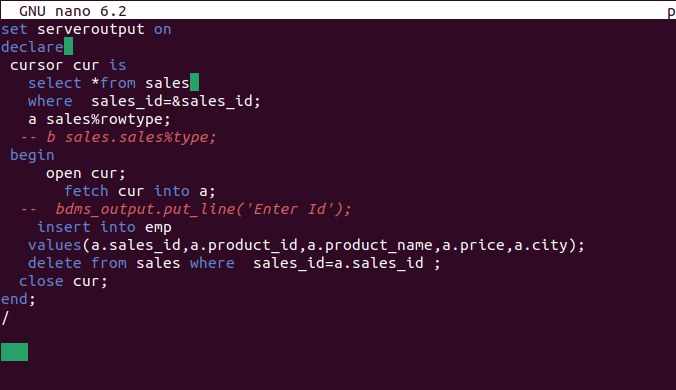 GNU nano 6.2 p
set serveroutput on
declare
cursor cur is
select *from sales
where  sales_id=&sales_id;
a sales%rowtype;
-- b sales.sales%type;
begin
open cur;
fetch cur into a;
--  bdms_output.put_line('Enter Id');
insert into emp
values(a.sales_id,a.product_id,a.product_name,a.price,a.city);
delete from sales where  sales_id=a.sales_id ;
close cur;
end;
/